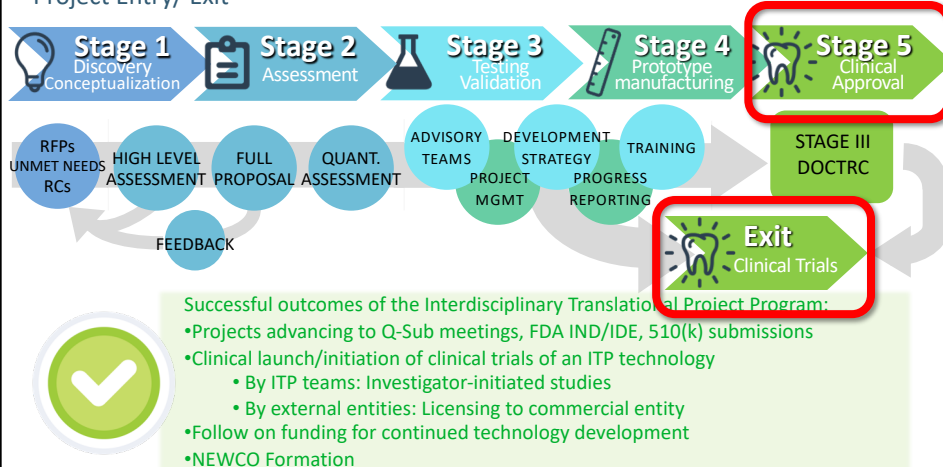 Project Entry/ Exit
Stage 1
Discovery
Conceptualization
Stage 2
Assessment
Stage 3
Testing
Validation
Stage 4
Prototype
manufacturing
Stage 5
Clinical
Approval
RFPs
UNMET NEEDS
RCs
HIGH LEVEL
ASSESSMENT
FULL
PROPOSAL
QUANT.
ASSESSMENT
ADVISORY
TEAMS
PROJECT
MGMT
DEVELOPMENT
STRATEGY
PROGRESS
REPORTING
TRAINING
STAGE III
DOCTRC
FEEDBACK
Exit
Clinical Trials
Successful outcomes of the Interdisciplinary Translational Project Program:
•Projects advancing to Q-Sub meetings, FDA IND/IDE, 510(k) submissions
•Clinical launch/initiation of clinical trials of an ITP technology
• By ITP teams: Investigator-initiated studies
• By external entities: Licensing to commercial entity
•Follow on funding for continued technology development
•NEWCO Formation